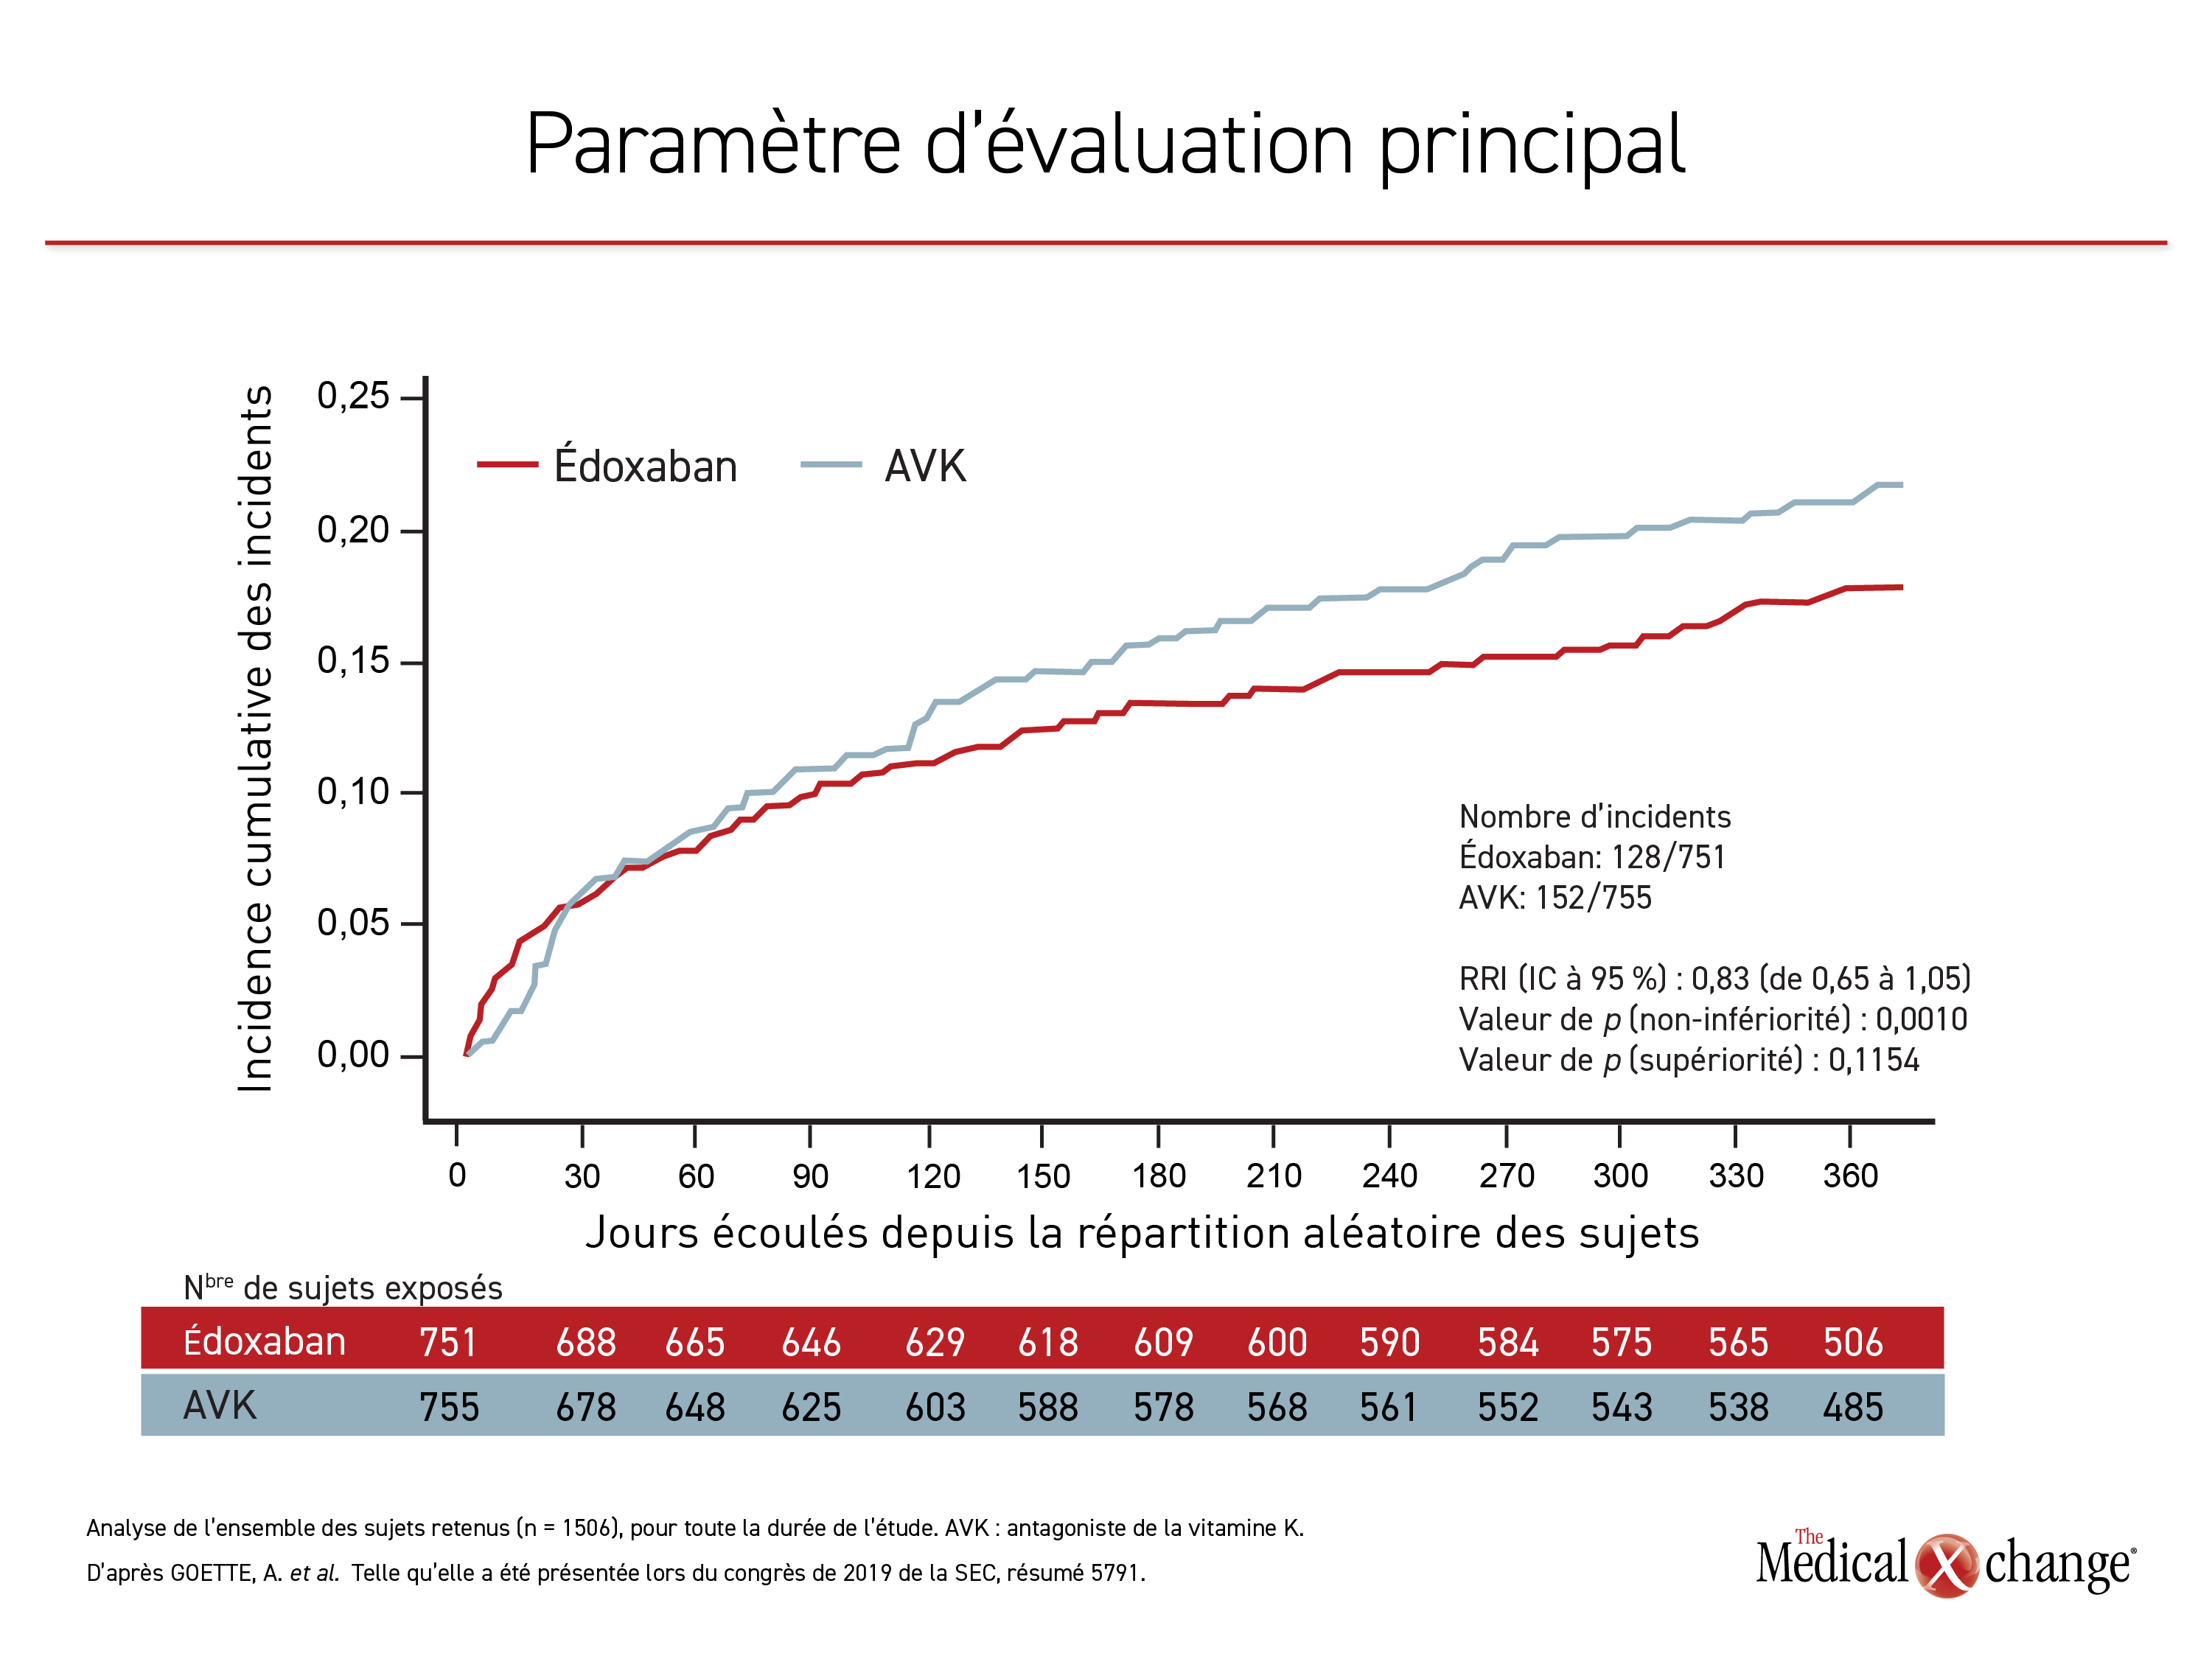 Paramètre d’évaluation principal
Incidence cumulative des incidents
0,25
0,20
0,15
0,10
0,05
0,00
Édoxaban
AVK
Nombre d’incidents
Édoxaban: 128/751
AVK: 152/755
RRI (IC à 95 %) : 0,83 (de 0,65 à 1,05)
Valeur de p (non-infériorité) : 0,0010
Valeur de p (supériorité) : 0,1154
0 30 60 90 120 150 180 210 240 270 300 330 360
Jours écoulés depuis la répartition aléatoire des sujets
Nbre de sujets exposés
Édoxaban 751 688 665 646 629 618 609 600 590 584 575 565 506
AVK 755 678 648 625 603 588 578 568 561 552 543 538 485
Analyse de l’ensemble des sujets retenus (n = 1506), pour toute la durée de l’étude. AVK : antagoniste de la vitamine K.
D’après GOETTE, A. et al. Telle qu’elle a été présentée lors du congrès de 2019 de la SEC, résumé 5791.
The
Medical X change®